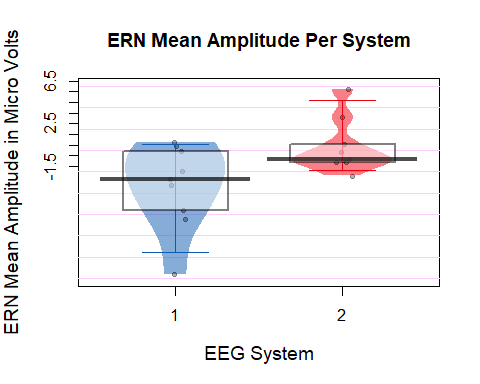 ERN Mean Amplitude Per System
ERN Mean Amplitude in Micro Volts
6.5
2.5
-1.5
1
2
EEG System